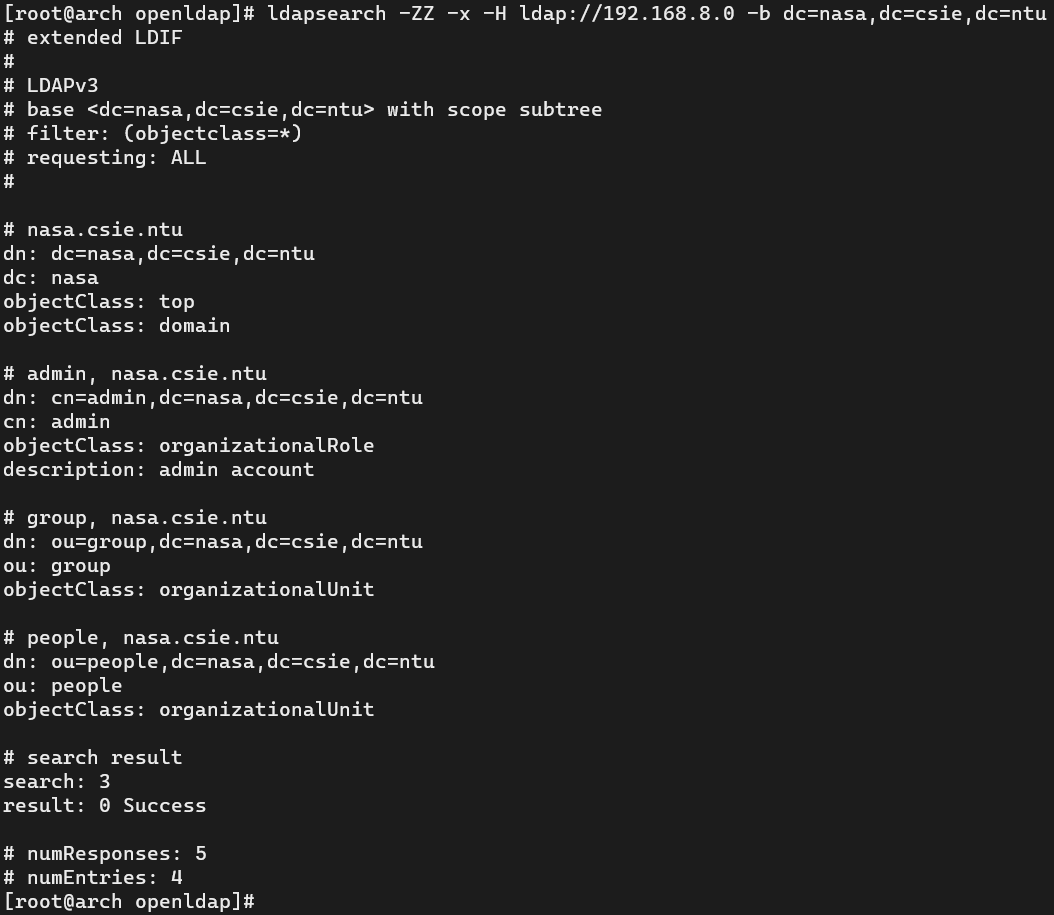 [root@arch openldap]# ldapsearch -ZZ -x -H ldap://192.168.8.0 -b dc=nasa,dc=csie,dc=ntu
# extended LDIF
#
# LDAPv3
# base <dc=nasa,dc=csie,dc=ntu> with scope subtree
# filter: (objectclass=*)
# requesting: ALL
#

# nasa.csie.ntu
dn: dc=nasa,dc=csie,dc=ntu
dc: nasa
objectClass: top
objectClass: domain

# admin, nasa.csie.ntu
dn: cn=admin,dc=nasa,dc=csie,dc=ntu
cn: admin
objectClass: organizationalRole
description: admin account

# group, nasa.csie.ntu
dn: ou=group,dc=nasa,dc=csie,dc=ntu
ou: group
objectClass: organizationalUnit

# people, nasa.csie.ntu
dn: ou=people,dc=nasa,dc=csie,dc=ntu
ou: people
objectClass: organizationalUnit

# search result
search: 3
result: 0 Success

# numResponses: 5
# numEntries: 4
[root@arch openldap]#